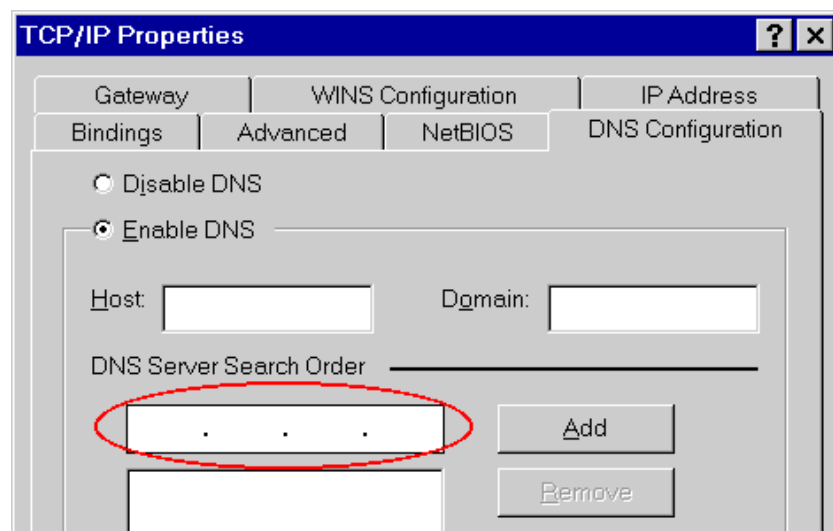 TCP/IP Properties
Gateway WINS Configuration IP Address
Bindings Advanced NetBIOS DNS Configuration
Disable DNS
Enable DNS
Host: Domain:
DNS Server Search Order
. . . Add
Remove